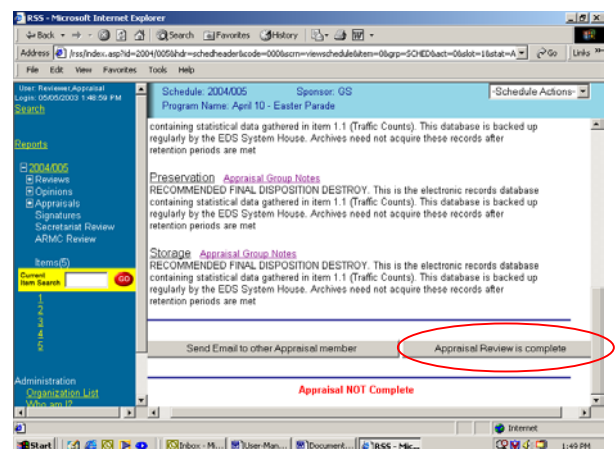 RSS - Microsoft Internet Explorer
Back Search Favorites History
Address /rss/index.asp?id=2004/005&hdr=schedheader&code=000&scrn=viewschedule&item=0&grp=SCHED&act=0&slot=1&stat=A Go Links »
File Edit View Favorites Tools Help
User: Reviewer,Appraisal
Login: 05/05/2003 1:48:59 PM
Search
Reports
2004/005
Reviews
Opinions
Appraisals
Signatures
Secretariat Review
ARMC Review
Items(5)
Current Item Search GO
1
2
3
4
5
Administration
Organization List
Who am I?
Schedule: 2004/005 Sponsor: GS -Schedule Actions-
Program Name: April 10 - Easter Parade
containing statistical data gathered in item 1.1 (Traffic Counts). This database is backed up
regularly by the EDS System House. Archives need not acquire these records after
retention periods are met
Preservation Appraisal Group Notes
RECOMMENDED FINAL DISPOSITION DESTROY. This is the electronic records database
containing statistical data gathered in item 1.1 (Traffic Counts). This database is backed up
regularly by the EDS System House. Archives need not acquire these records after
retention periods are met
Storage Appraisal Group Notes
RECOMMENDED FINAL DISPOSITION DESTROY. This is the electronic records database
containing statistical data gathered in item 1.1 (Traffic Counts). This database is backed up
regularly by the EDS System House. Archives need not acquire these records after
retention periods are met
Send Email to other Appraisal member Appraisal Review is complete
Appraisal NOT Complete
Internet
Start Inbox - Mi... User-Man... Document... RSS - Mic... 1:49 PM